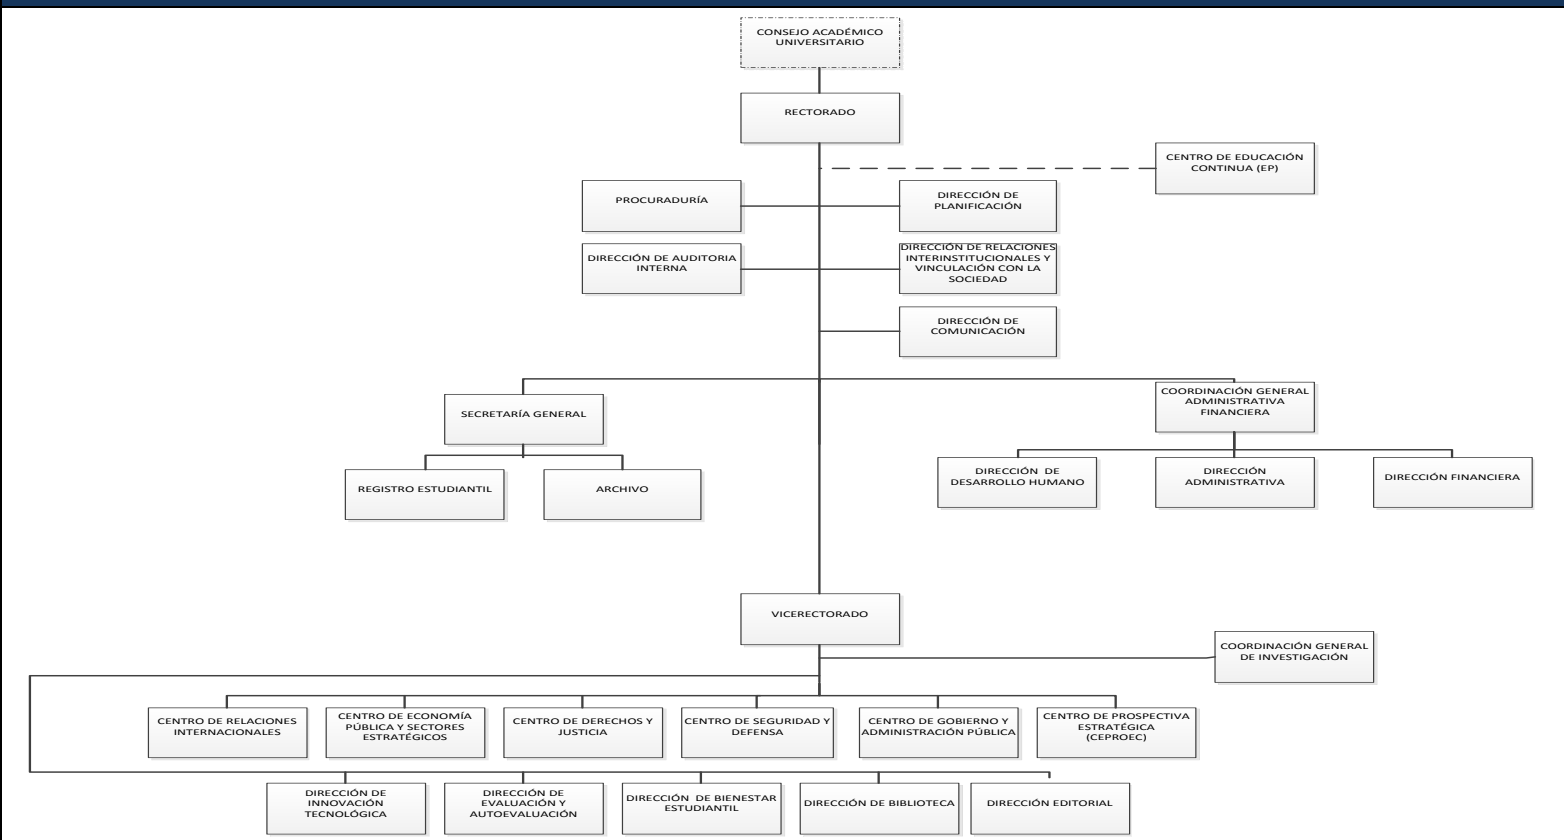 CONSEJO ACADÉMICO
UNIVERSITARIO
RECTORADO
CENTRO DE EDUCACIÓN
CONTINUA (EP)
PROCURADURÍA
DIRECCIÓN DE
PLANIFICACIÓN
DIRECCIÓN DE AUDITORIA
INTERNA
DIRECCIÓN DE RELACIONES
INTERINSTITUCIONALES Y
VINCULACIÓN CON LA
SOCIEDAD
DIRECCIÓN DE
COMUNICACIÓN
SECRETARÍA GENERAL
COORDINACIÓN GENERAL
ADMINISTRATIVA
FINANCIERA
REGISTRO ESTUDIANTIL
ARCHIVO
DIRECCIÓN DE
DESARROLLO HUMANO
DIRECCIÓN
ADMINISTRATIVA
DIRECCIÓN FINANCIERA
VICERECTORADO
COORDINACIÓN GENERAL
DE INVESTIGACIÓN
CENTRO DE RELACIONES
INTERNACIONALES
CENTRO DE ECONOMÍA
PÚBLICA Y SECTORES
ESTRATÉGICOS
CENTRO DE DERECHOS Y
JUSTICIA
CENTRO DE SEGURIDAD Y
DEFENSA
CENTRO DE GOBIERNO Y
ADMINISTRACIÓN PÚBLICA
CENTRO DE PROSPECTIVA
ESTRATÉGICA
(CEPROEC)
DIRECCIÓN DE
INNOVACIÓN
TECNOLÓGICA
DIRECCIÓN DE
EVALUACIÓN Y
AUTOEVALUACIÓN
DIRECCIÓN DE BIENESTAR
ESTUDIANTIL
DIRECCIÓN DE BIBLIOTECA
DIRECCIÓN EDITORIAL